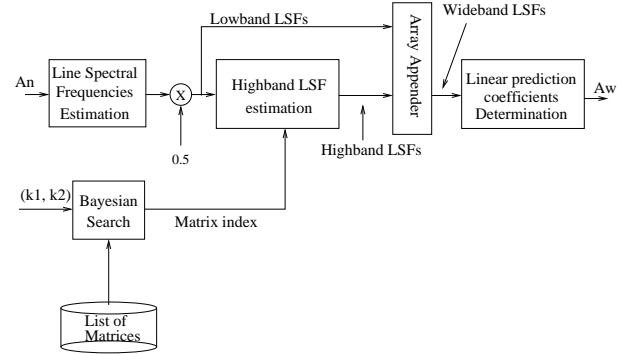 Lowband LSFs
Wideband LSFs
An
Line Spectral
Frequencies
Estimation
X
0.5
Highband LSF
estimation
Array Appender
Highband LSFs
Linear prediction
coefficients
Determination
Aw
(k1, k2)
Bayesian
Search
Matrix index
List of
Matrices